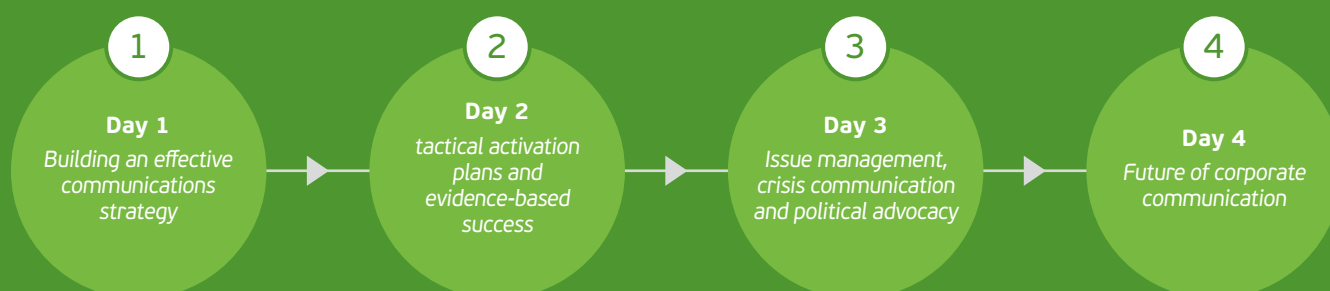 1
Day 1
Building an effective
communications
strategy
2
Day 2
tactical activation
plans and
evidence-based
success
3
Day 3
Issue management,
crisis communication
and political advocacy
4
Day 4
Future of corporate
communication